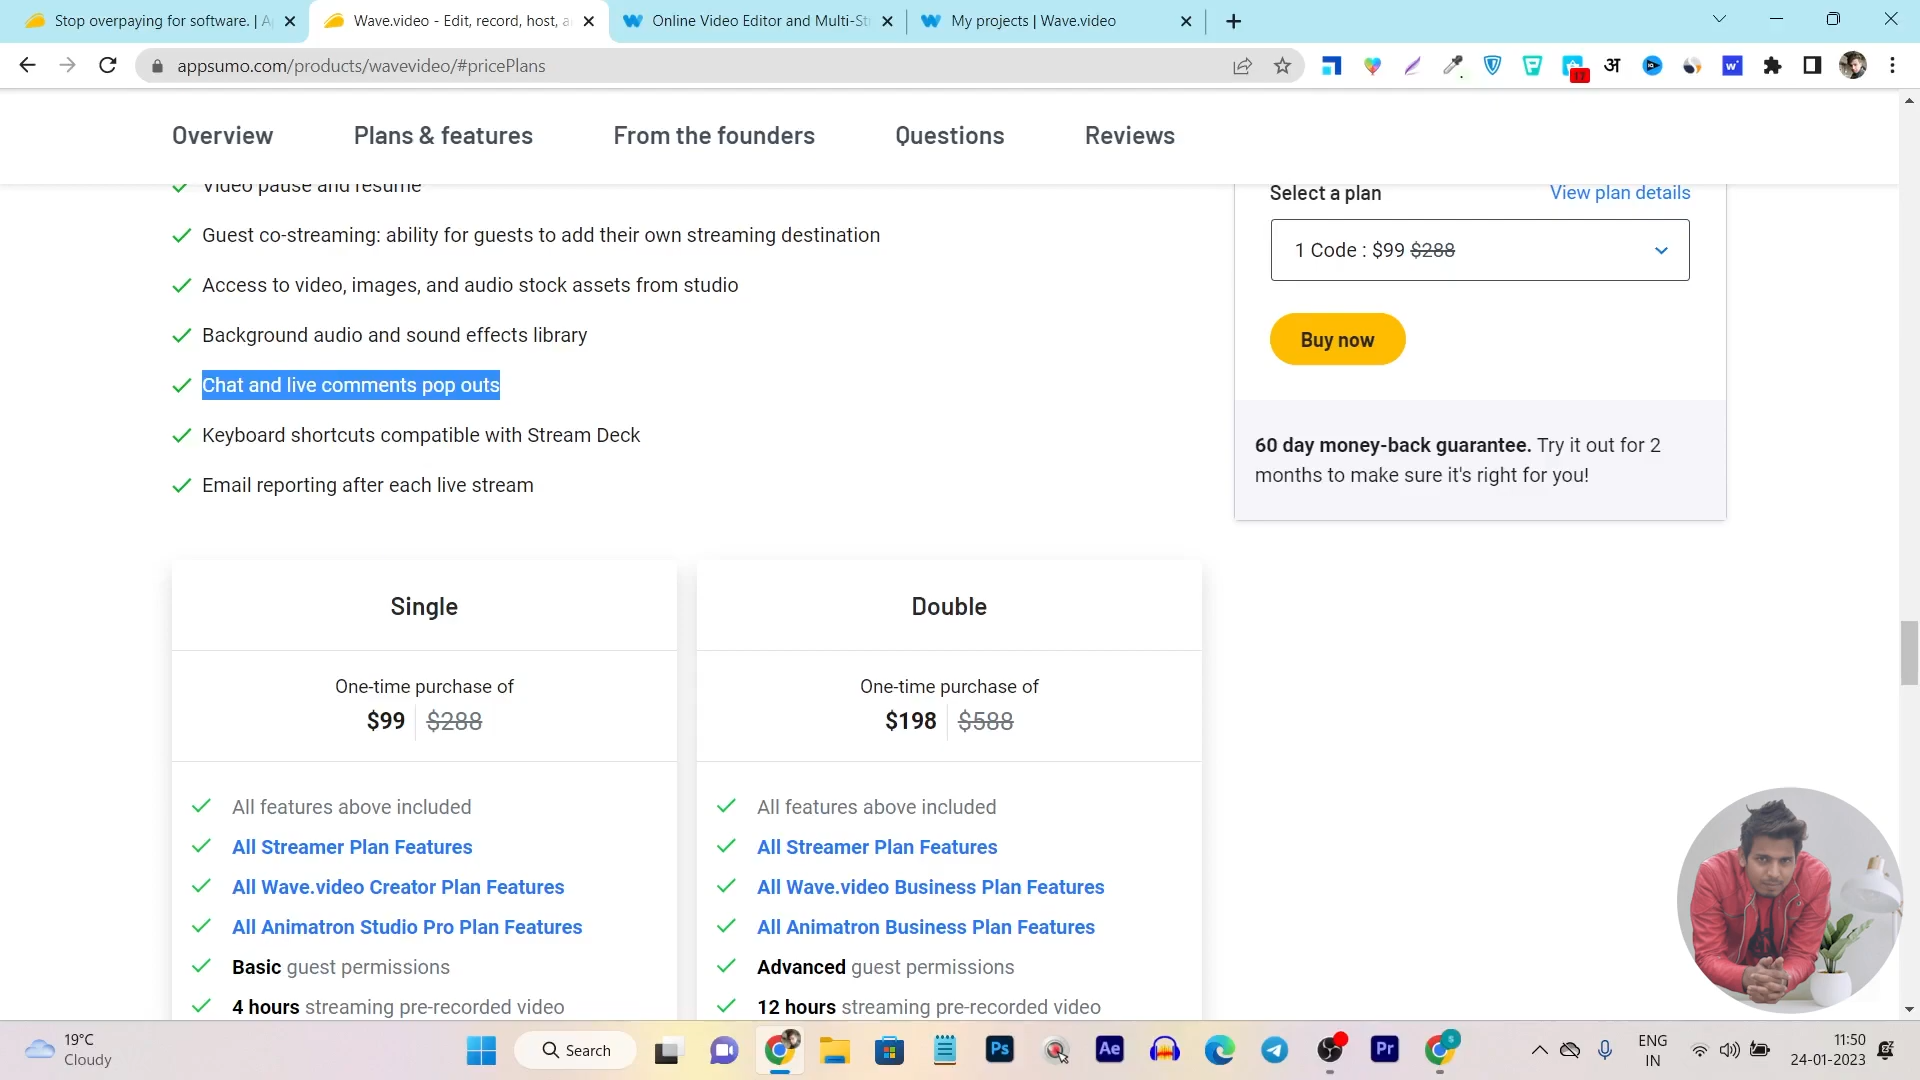 Stop overpaying for software. | A
Wave.video - Edit, record, host, a
Online Video Editor and Multi-St
My projects | Wave.video
appsumo.com/products/wavevideo/#pricePlans
Overview
Plans & features
From the founders
Questions
Reviews
Video pause and resume
Guest co-streaming: ability for guests to add their own streaming destination
Access to video, images, and audio stock assets from studio
Background audio and sound effects library
Chat and live comments pop outs
Keyboard shortcuts compatible with Stream Deck
Email reporting after each live stream
Select a plan
View plan details
1 Code : $99 $288
Buy now
60 day money-back guarantee. Try it out for 2
months to make sure it's right for you!
Single
One-time purchase of
$99 $288
All features above included
All Streamer Plan Features
All Wave.video Creator Plan Features
All Animatron Studio Pro Plan Features
Basic guest permissions
4 hours streaming pre-recorded video
Double
One-time purchase of
$198 $588
All features above included
All Streamer Plan Features
All Wave.video Business Plan Features
All Animatron Business Plan Features
Advanced guest permissions
12 hours streaming pre-recorded video
19°C
Cloudy
Search
Ps
Ae
Pr
ENG
IN
11:50
24-01-2023